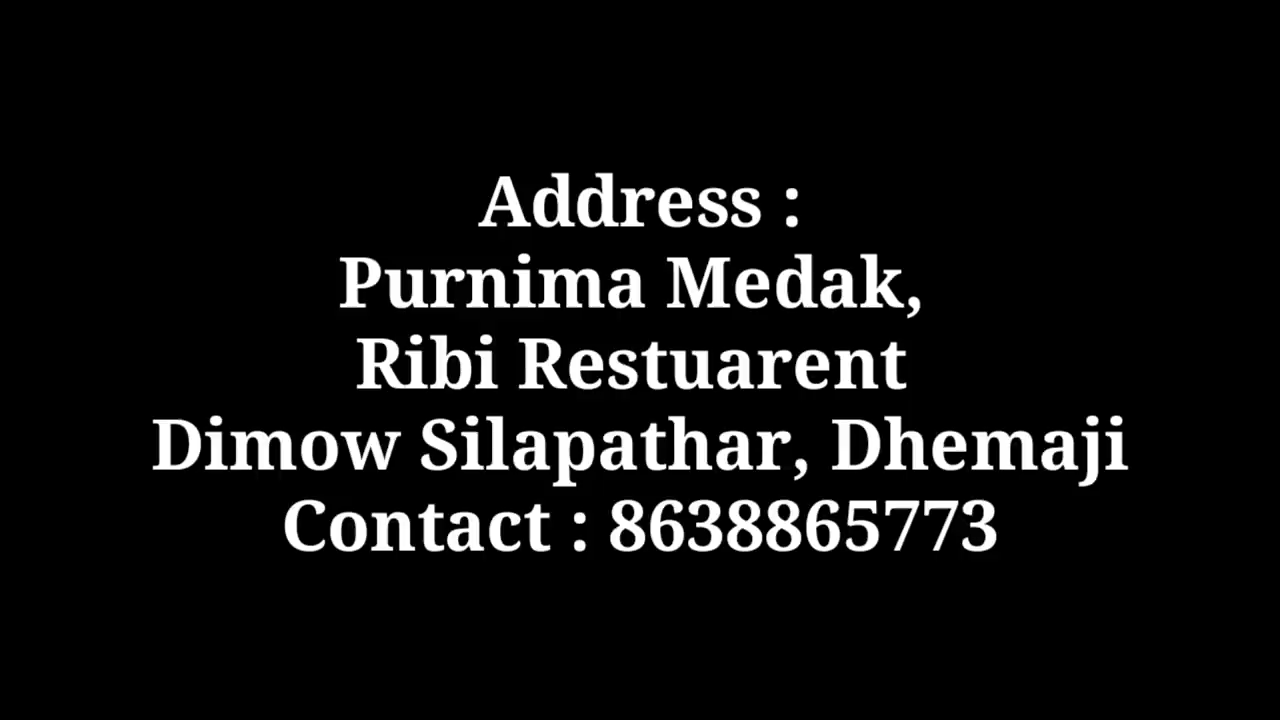 Address :
Purnima Medak,
Ribi Restuarent
Dimow Silapathar, Dhemaji
Contact : 8638865773